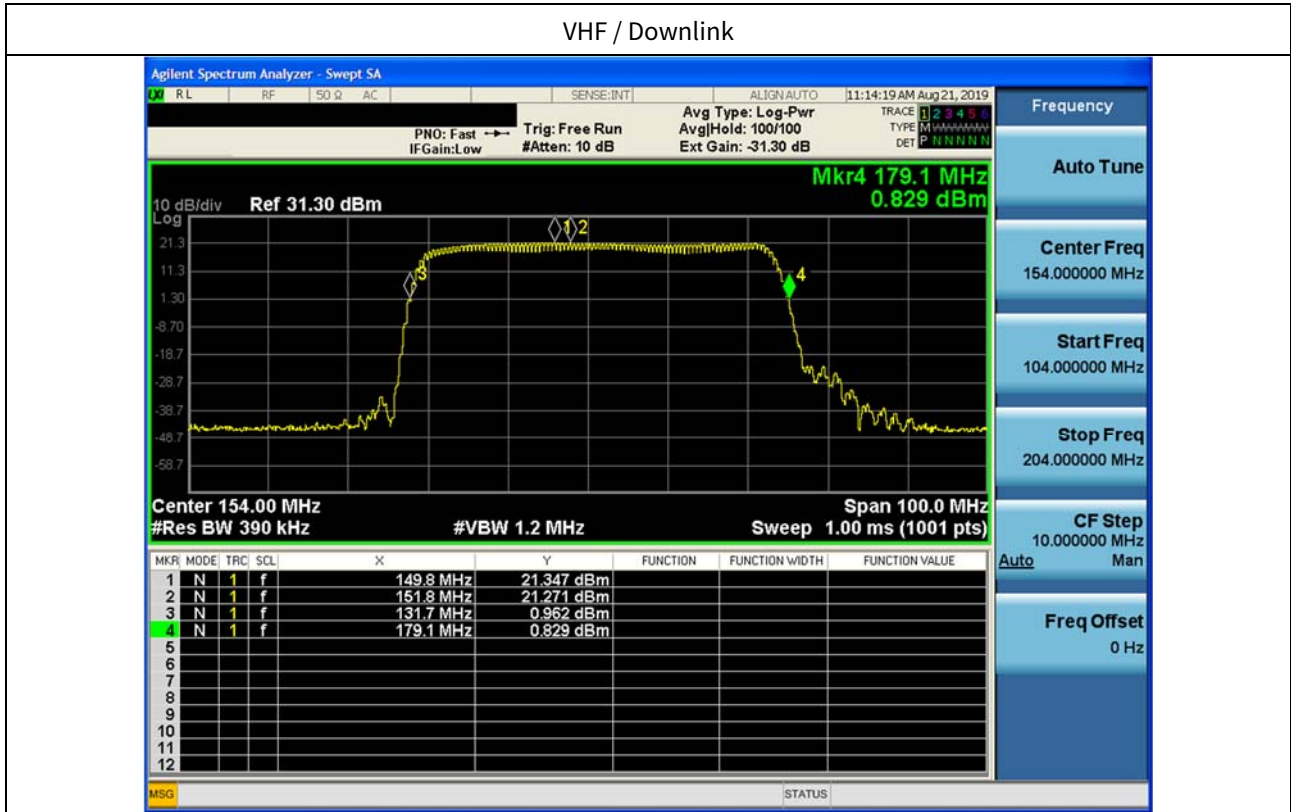 VHF / Downlink
Agilent Spectrum Analyzer - Swept SA
LXI RL RF 50 Ω AC SENSE:INT ALIGNAUTO 11:14:19 AM Aug 21, 2019
PNO: Fast Trig: Free Run Avg Type: Log-Pwr TRACE 1 2 3 4 5 6
IFGain:Low #Atten: 10 dB Avg|Hold: 100/100 TYPE M WWWWW
Ext Gain: -31.30 dB DET P N N N N N
Mkr4 179.1 MHz
0.829 dBm
10 dB/div Ref 31.30 dBm
Log
1 2
21.3
3 4
11.3
1.30
-8.70
-18.7
-28.7
-38.7
-48.7
-58.7
Center 154.00 MHz Span 100.0 MHz
#Res BW 390 kHz #VBW 1.2 MHz Sweep 1.00 ms (1001 pts)
MKR MODE TRC SCL X Y FUNCTION FUNCTION WIDTH FUNCTION VALUE
1 N 1 f 149.8 MHz 21.347 dBm
2 N 1 f 151.8 MHz 21.271 dBm
3 N 1 f 131.7 MHz 0.962 dBm
4 N 1 f 179.1 MHz 0.829 dBm
5
6
7
8
9
10
11
12
MSG STATUS
Frequency
Auto Tune
Center Freq
154.000000 MHz
Start Freq
104.000000 MHz
Stop Freq
204.000000 MHz
CF Step
10.000000 MHz
Auto Man
Freq Offset
0 Hz